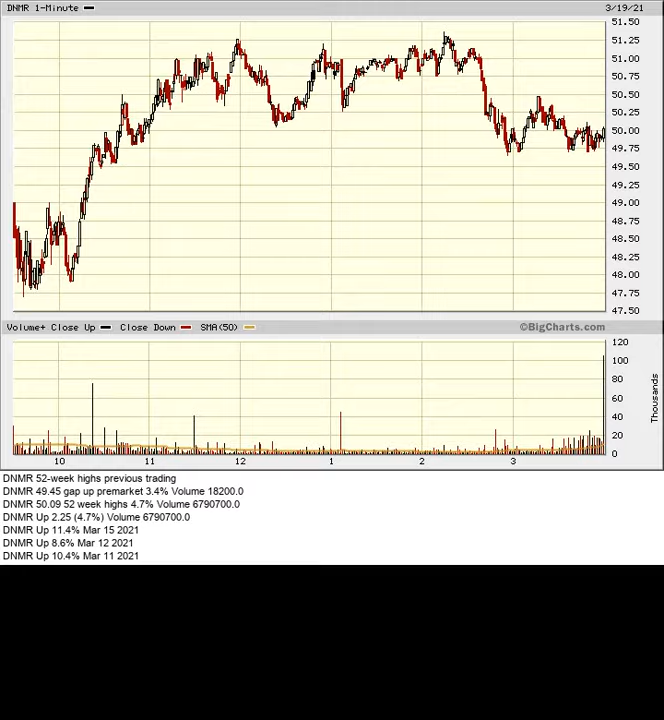 DNMR 1-Minute 3/19/21
51.50
51.25
51.00
50.75
50.50
50.25
50.00
49.75
49.50
49.25
49.00
48.75
48.50
48.25
48.00
47.75
47.50
Volume+ Close Up Close Down SMA(50) ©BigCharts.com
120
100
80
60
40
20
0
Thousands
10 11 12 1 2 3
DNMR 52-week highs previous trading
DNMR 49.45 gap up premarket 3.4% Volume 18200.0
DNMR 50.09 52 week highs 4.7% Volume 6790700.0
DNMR Up 2.25 (4.7%) Volume 6790700.0
DNMR Up 11.4% Mar 15 2021
DNMR Up 8.6% Mar 12 2021
DNMR Up 10.4% Mar 11 2021